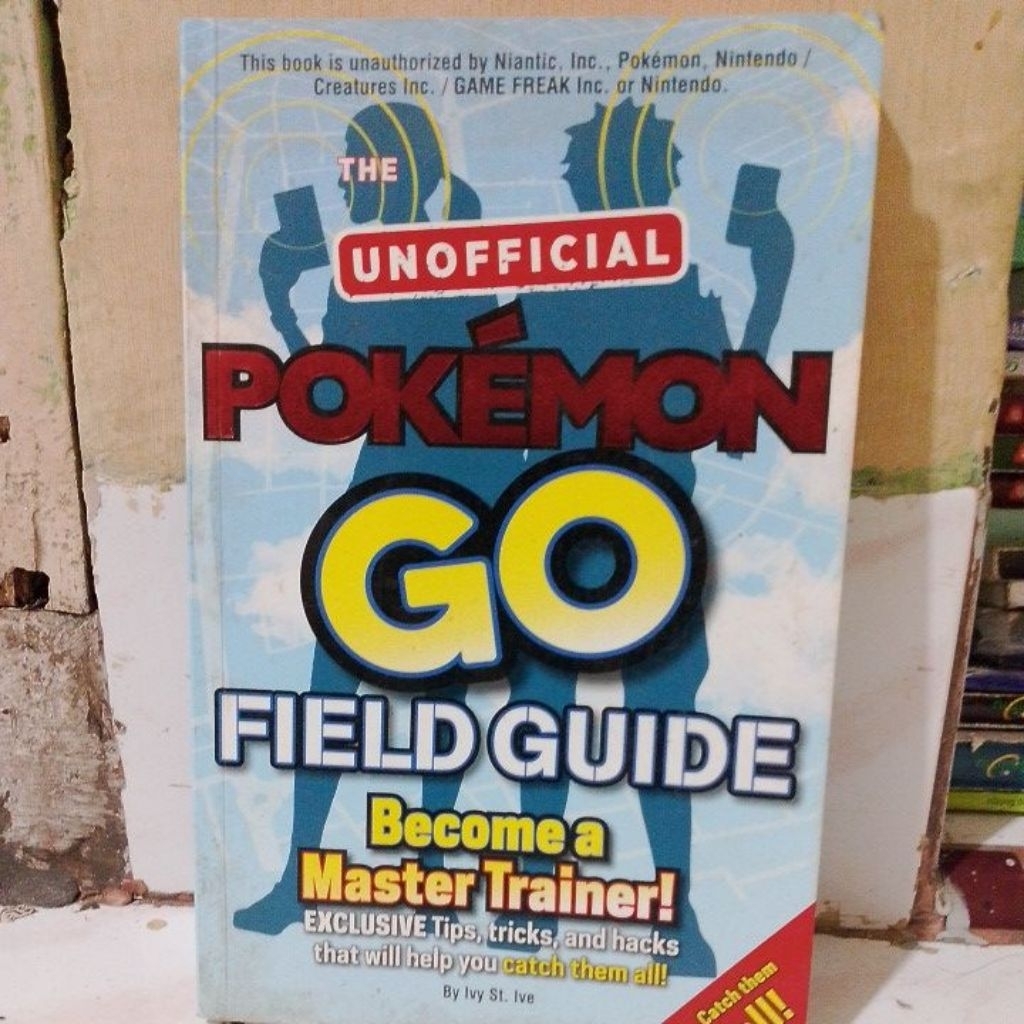 This book is unauthorized by Niantic, Inc., Pokémon, Nintendo /
Creatures Inc. / GAME FREAK Inc. or Nintendo.
THE
UNOFFICIAL
POKÉMON
GO
FIELD GUIDE
Become a
Master Trainer!
EXCLUSIVE Tips, tricks, and hacks
that will help you catch them all!
By Ivy St. Ive
Catch them